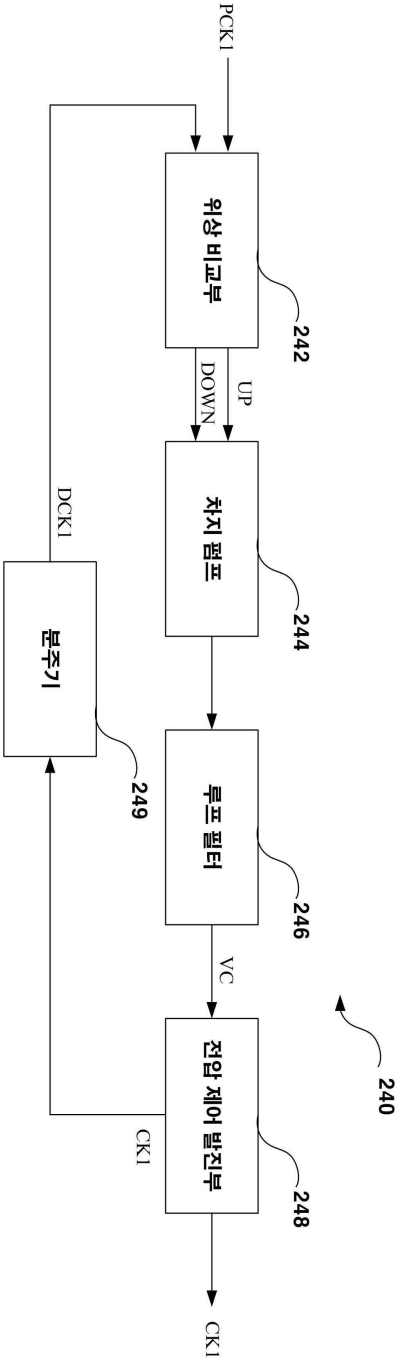 240
PCK1
위상 비교부
242
UP
DOWN
차지 펌프
244
루프 필터
246
VC
전압 제어 발진부
248
CK1
CK1
분주기
249
DCK1